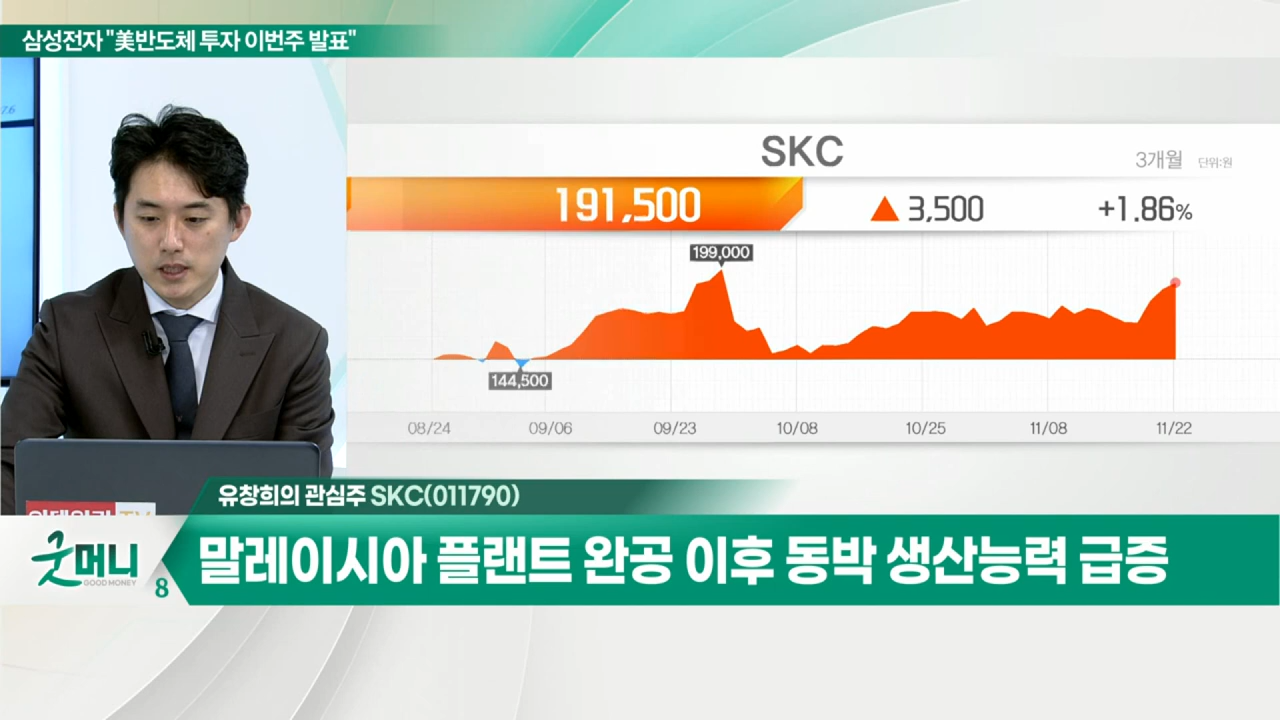 삼성전자 "美반도체 투자 이번주 발표"
7.6
SKC
3개월 단위:원
191,500 ▲ 3,500 +1.86%
199,000
144,500
08/24 09/06 09/23 10/08 10/25 11/08 11/22
유창희의 관심주 SKC(011790)
굿머니
GOOD MONEY
8
말레이시아 플랜트 완공 이후 동박 생산능력 급증